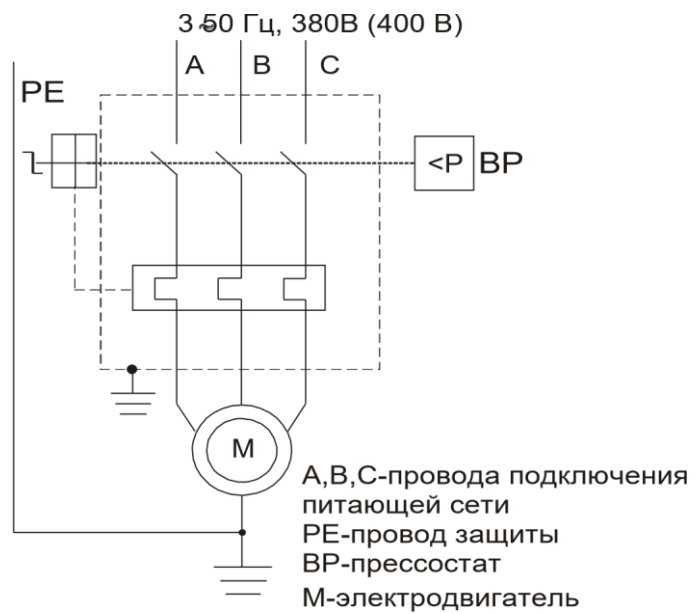 3 ~ 50 Гц, 380В (400 В)
A B C
PE
<P BP
M
A,B,C-провода подключения
питающей сети
PE-провод защиты
BP-прессостат
M-электродвигатель